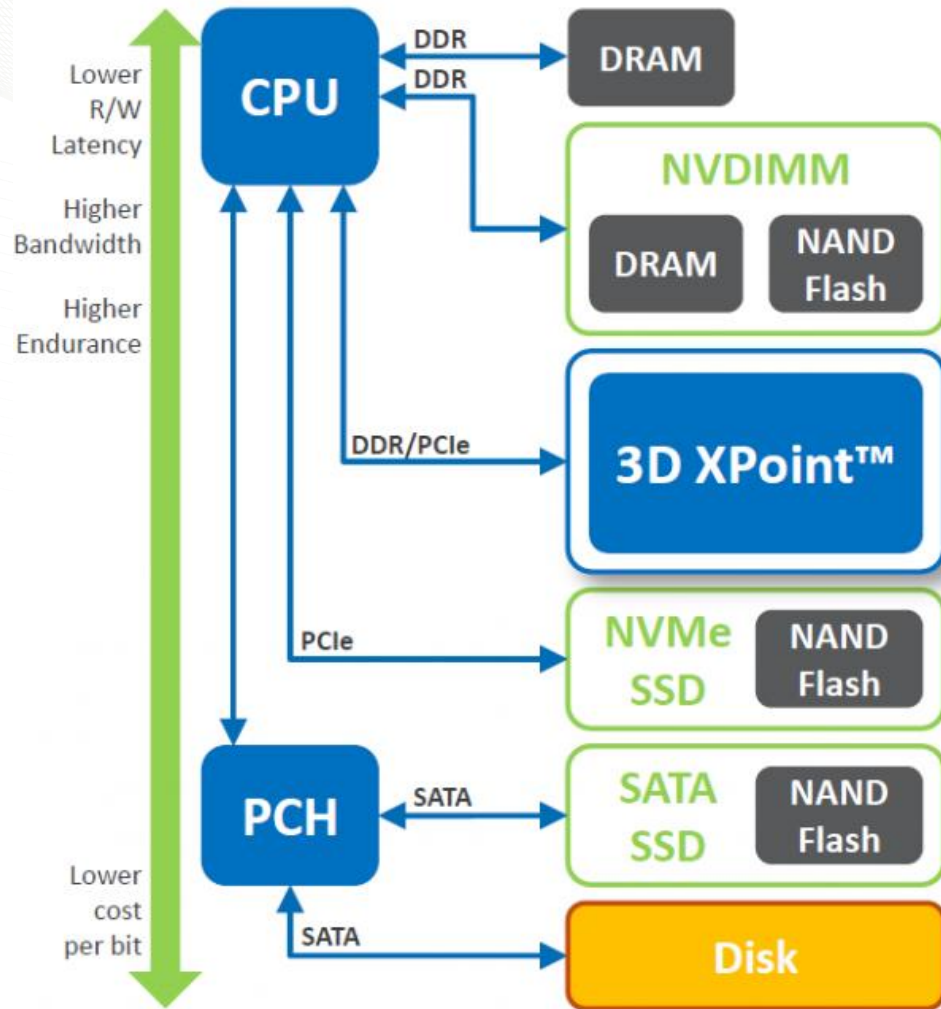 Lower
R/W
Latency
Higher
Bandwidth
Higher
Endurance
Lower
cost
per bit
CPU
DDR
DDR
DRAM
NVDIMM
DRAM
NAND
Flash
DDR/PCIe
3D XPoint™
PCIe
NVMe
SSD
NAND
Flash
PCH
SATA
SATA
SSD
NAND
Flash
SATA
Disk